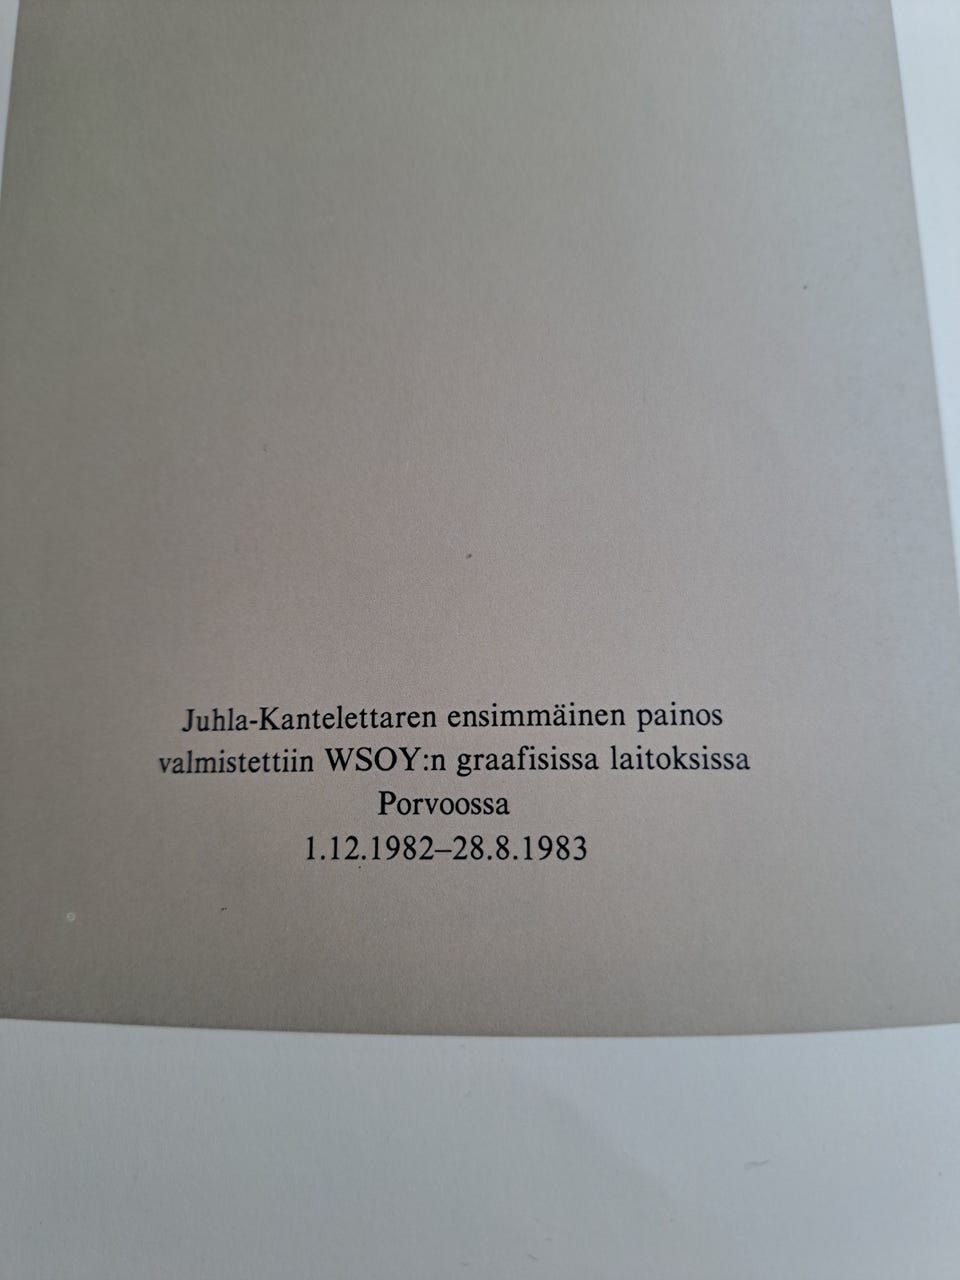 Juhla-Kantelettaren ensimmäinen painos
valmistettiin WSOY:n graafisissa laitoksissa
Porvoossa
1.12.1982–28.8.1983